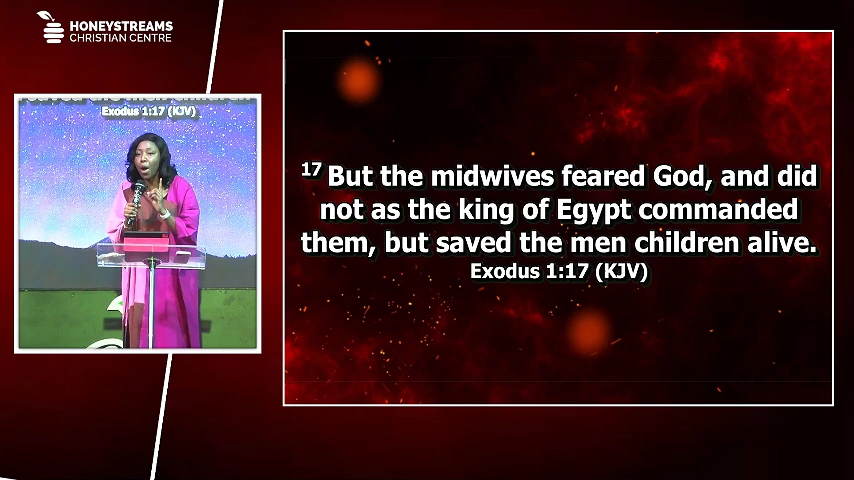 HONEYSTREAMS
CHRISTIAN CENTRE
Exodus 1:17 (KJV)
17 But the midwives feared God, and did
not as the king of Egypt commanded
them, but saved the men children alive.
Exodus 1:17 (KJV)